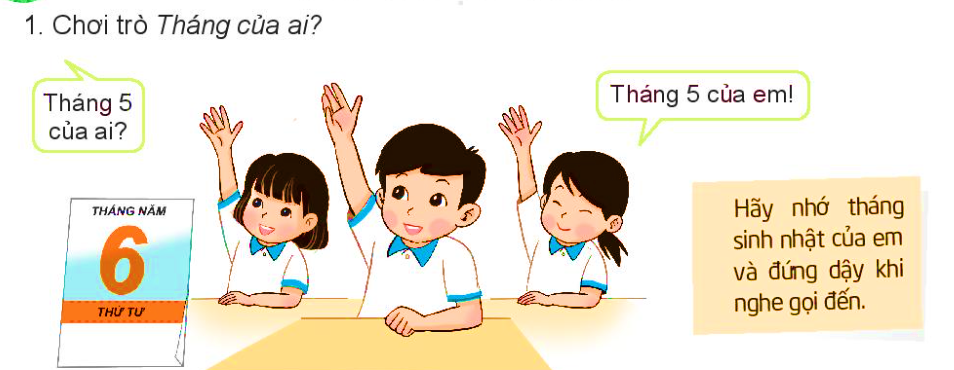 1. Chơi trò Tháng của ai?
Tháng 5
của ai?
Tháng 5 của em!
THÁNG NĂM
6
THỨ TƯ
Hãy nhớ tháng
sinh nhật của em
và đứng dậy khi
nghe gọi đến.